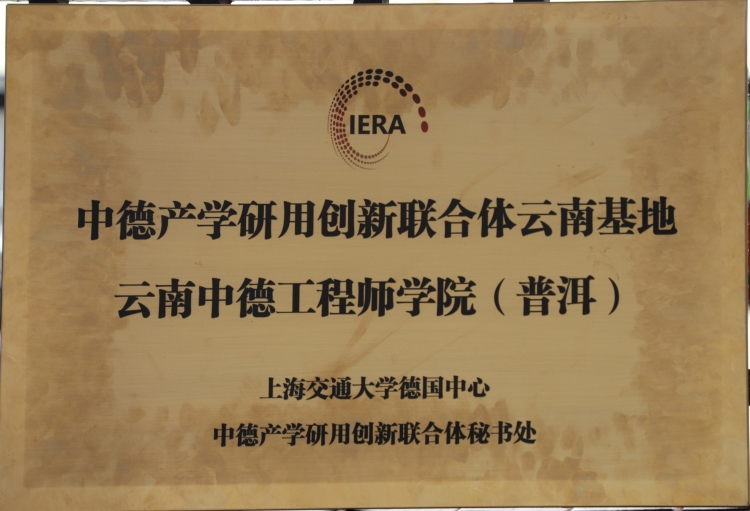 IERA
中德产学研用创新联合体云南基地
云南中德工程师学院（普洱）
上海交通大学德国中心
中德产学研用创新联合体秘书处